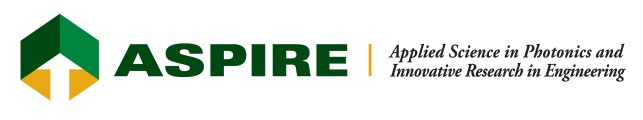 ASPIRE
Applied Science in Photonics and
Innovative Research in Engineering